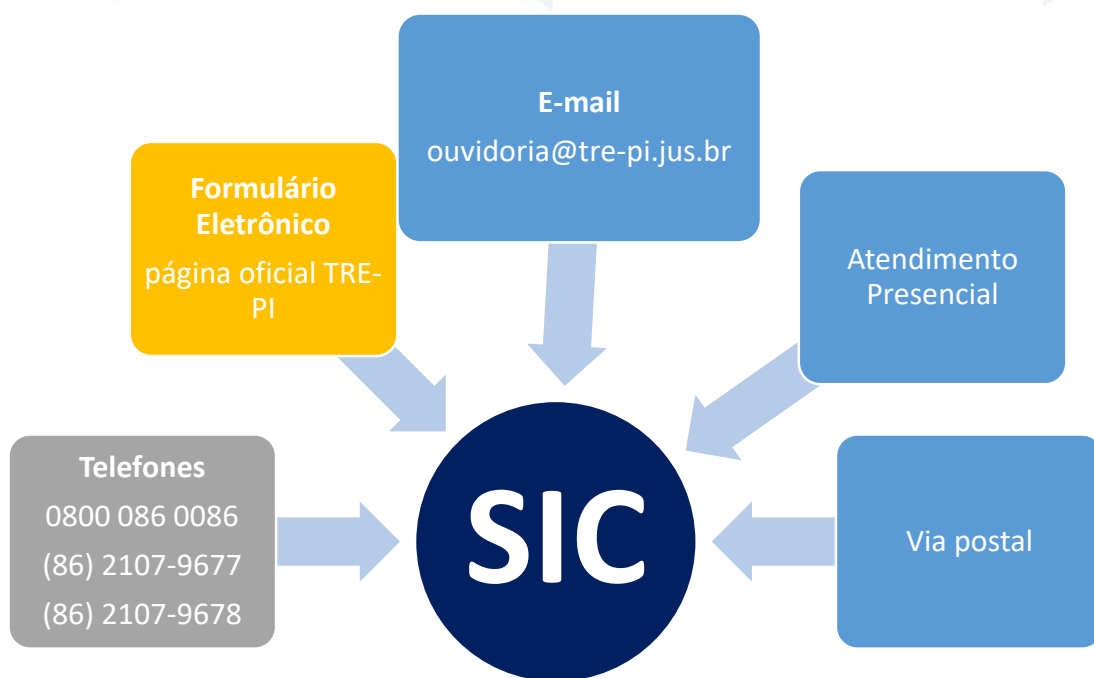 E-mail
ouvidoria@tre-pi.jus.br
Formulário
Eletrônico
página oficial TRE-
PI
Atendimento
Presencial
Telefones
0800 086 0086
(86) 2107-9677
(86) 2107-9678
SIC
Via postal